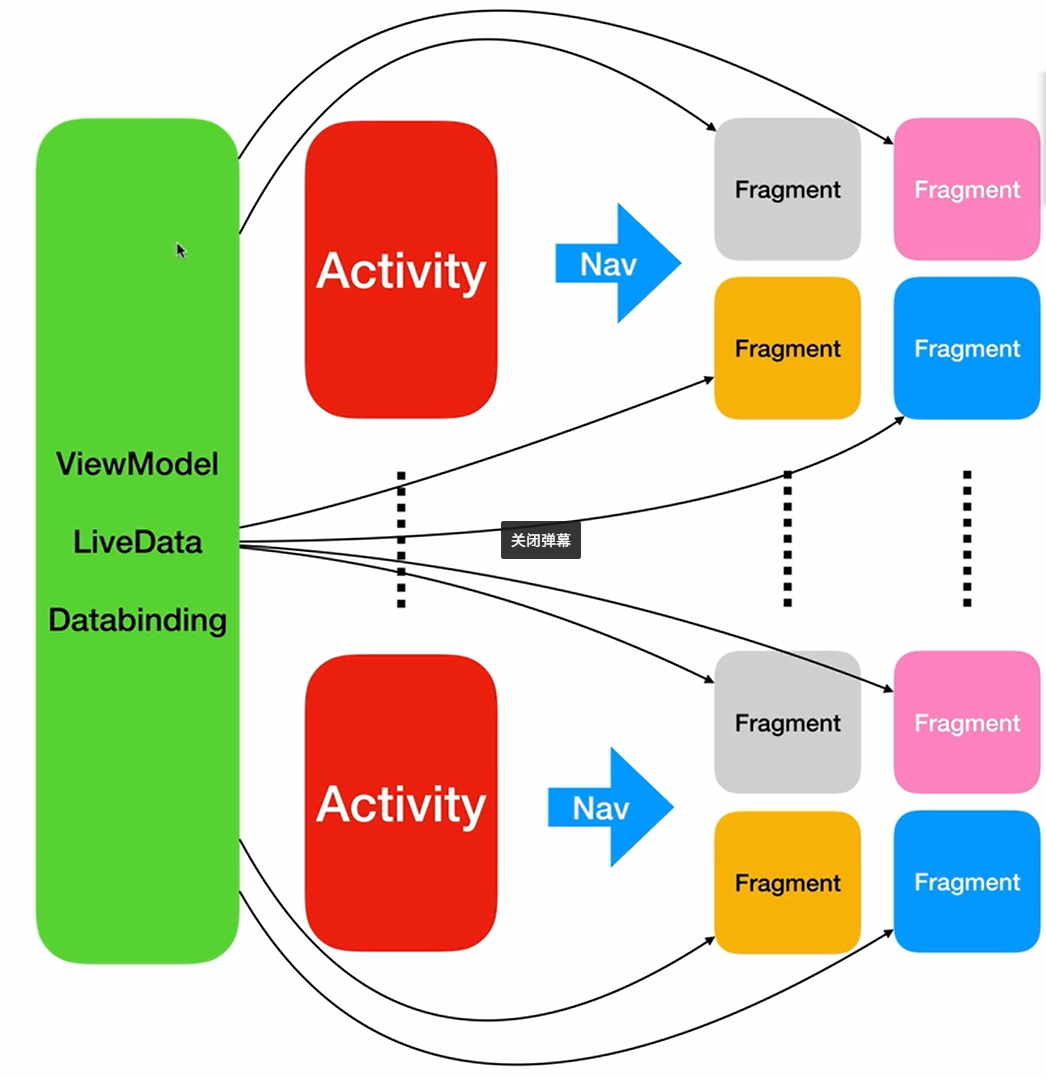 Fragment
Fragment
Activity
Nav
Fragment
Fragment
ViewModel
LiveData
关闭弹幕
Databinding
Fragment
Fragment
Activity
Nav
Fragment
Fragment